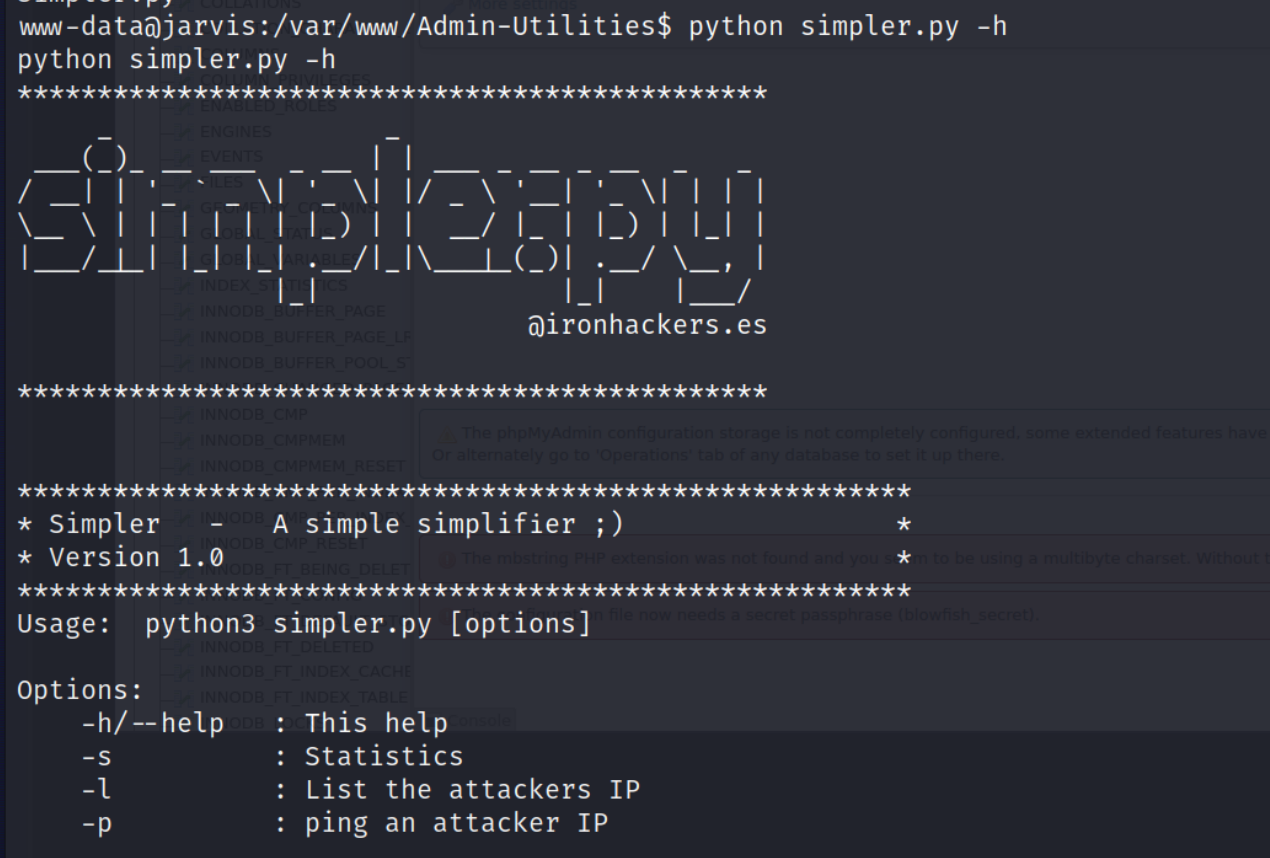 www-data@jarvis:/var/www/Admin-Utilities$ python simpler.py -h
python simpler.py -h
***********************************************
simpler.py
@ironhackers.es
***********************************************
********************************************************
* Simpler   -   A simple simplifier ;)                 *
* Version 1.0                                          *
********************************************************
Usage:  python3 simpler.py [options]
Options:
    -h/--help   : This help
    -s          : Statistics
    -l          : List the attackers IP
    -p          : ping an attacker IP
More settings
COLLATIONS
COLUMN_PRIVILEGES
ENABLED_ROLES
ENGINES
EVENTS
FILES
GEOMETRY_COLUMNS
GLOBAL_STATUS
GLOBAL_VARIABLES
INDEX_STATISTICS
INNODB_BUFFER_PAGE
INNODB_BUFFER_PAGE_LR
INNODB_BUFFER_POOL_ST
INNODB_CMP
INNODB_CMPMEM
INNODB_CMPMEM_RESET
INNODB_CMP_RESET
INNODB_FT_BEING_DELET
INNODB_FT_DELETED
INNODB_FT_INDEX_CACHE
INNODB_FT_INDEX_TABLE
The phpMyAdmin configuration storage is not completely configured, some extended features have
Or alternately go to 'Operations' tab of any database to set it up there.
The mbstring PHP extension was not found and you seem to be using a multibyte charset. Without t
The configuration file now needs a secret passphrase (blowfish_secret).
Console